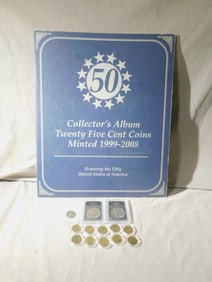 50
Collector's Album
Twenty Five Cent Coins
Minted 1999-2008
Honoring the Fifty
United States of America